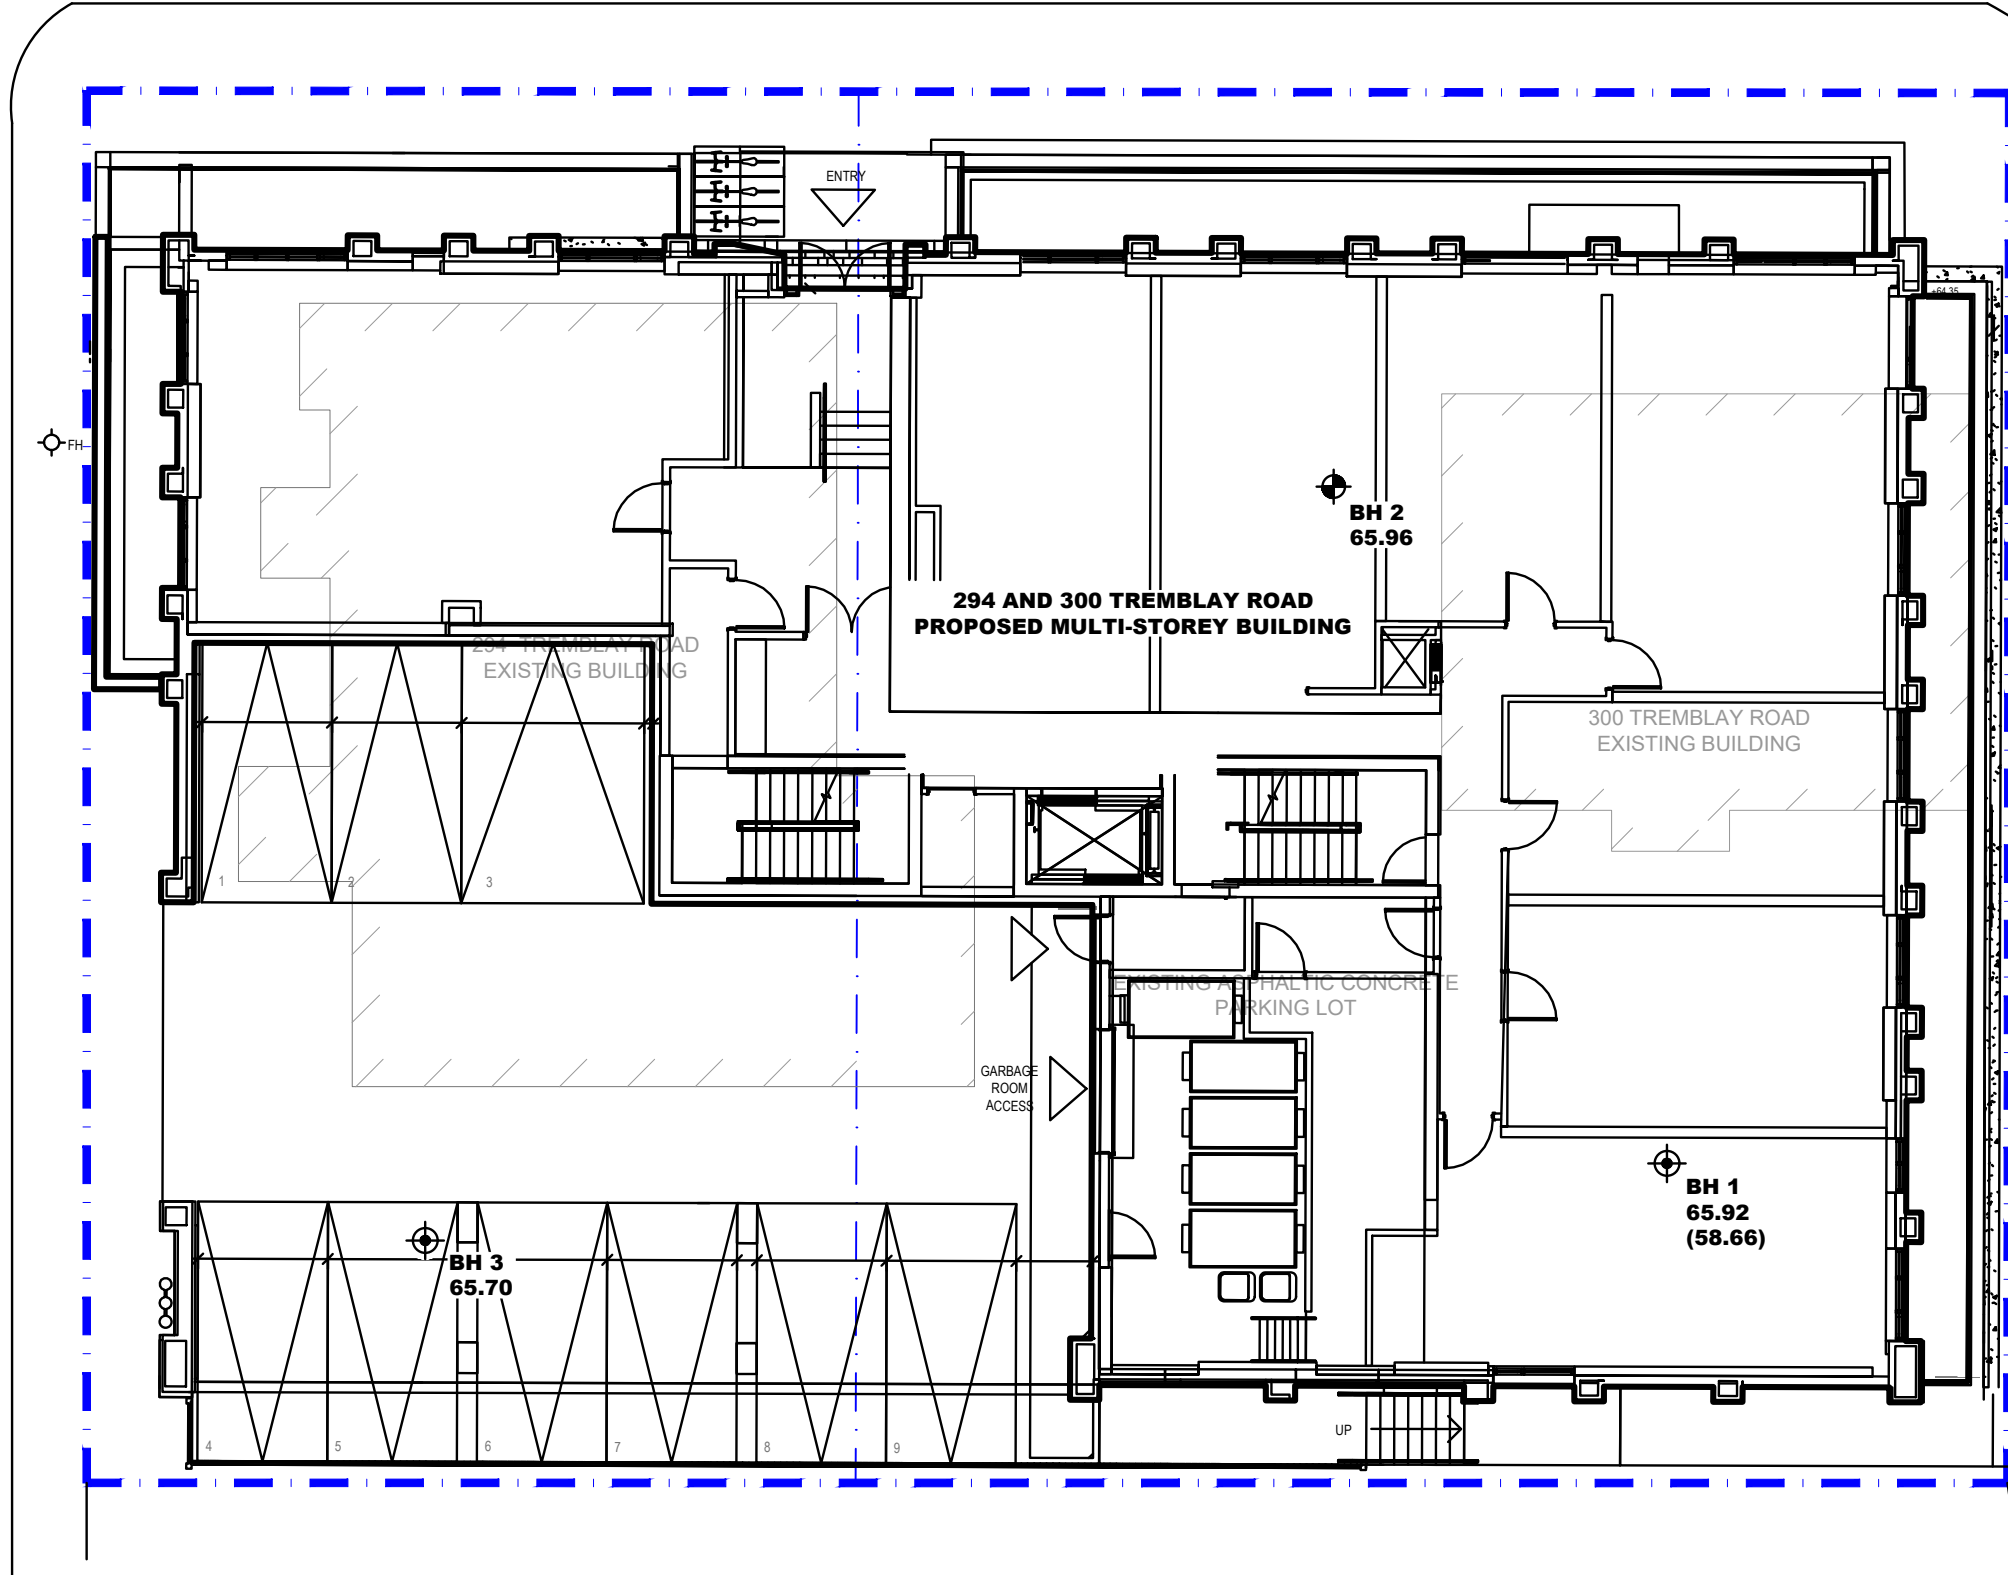 ENTRY
+64.35
FH
BH 2
65.96
294 AND 300 TREMBLAY ROAD
PROPOSED MULTI-STOREY BUILDING
294 TREMBLAY ROAD
EXISTING BUILDING
300 TREMBLAY ROAD
EXISTING BUILDING
1
2
3
EXISTING ASPHALTIC CONCRETE
PARKING LOT
GARBAGE
ROOM
ACCESS
BH 1
65.92
(58.66)
BH 3
65.70
UP
4
5
6
7
8
9